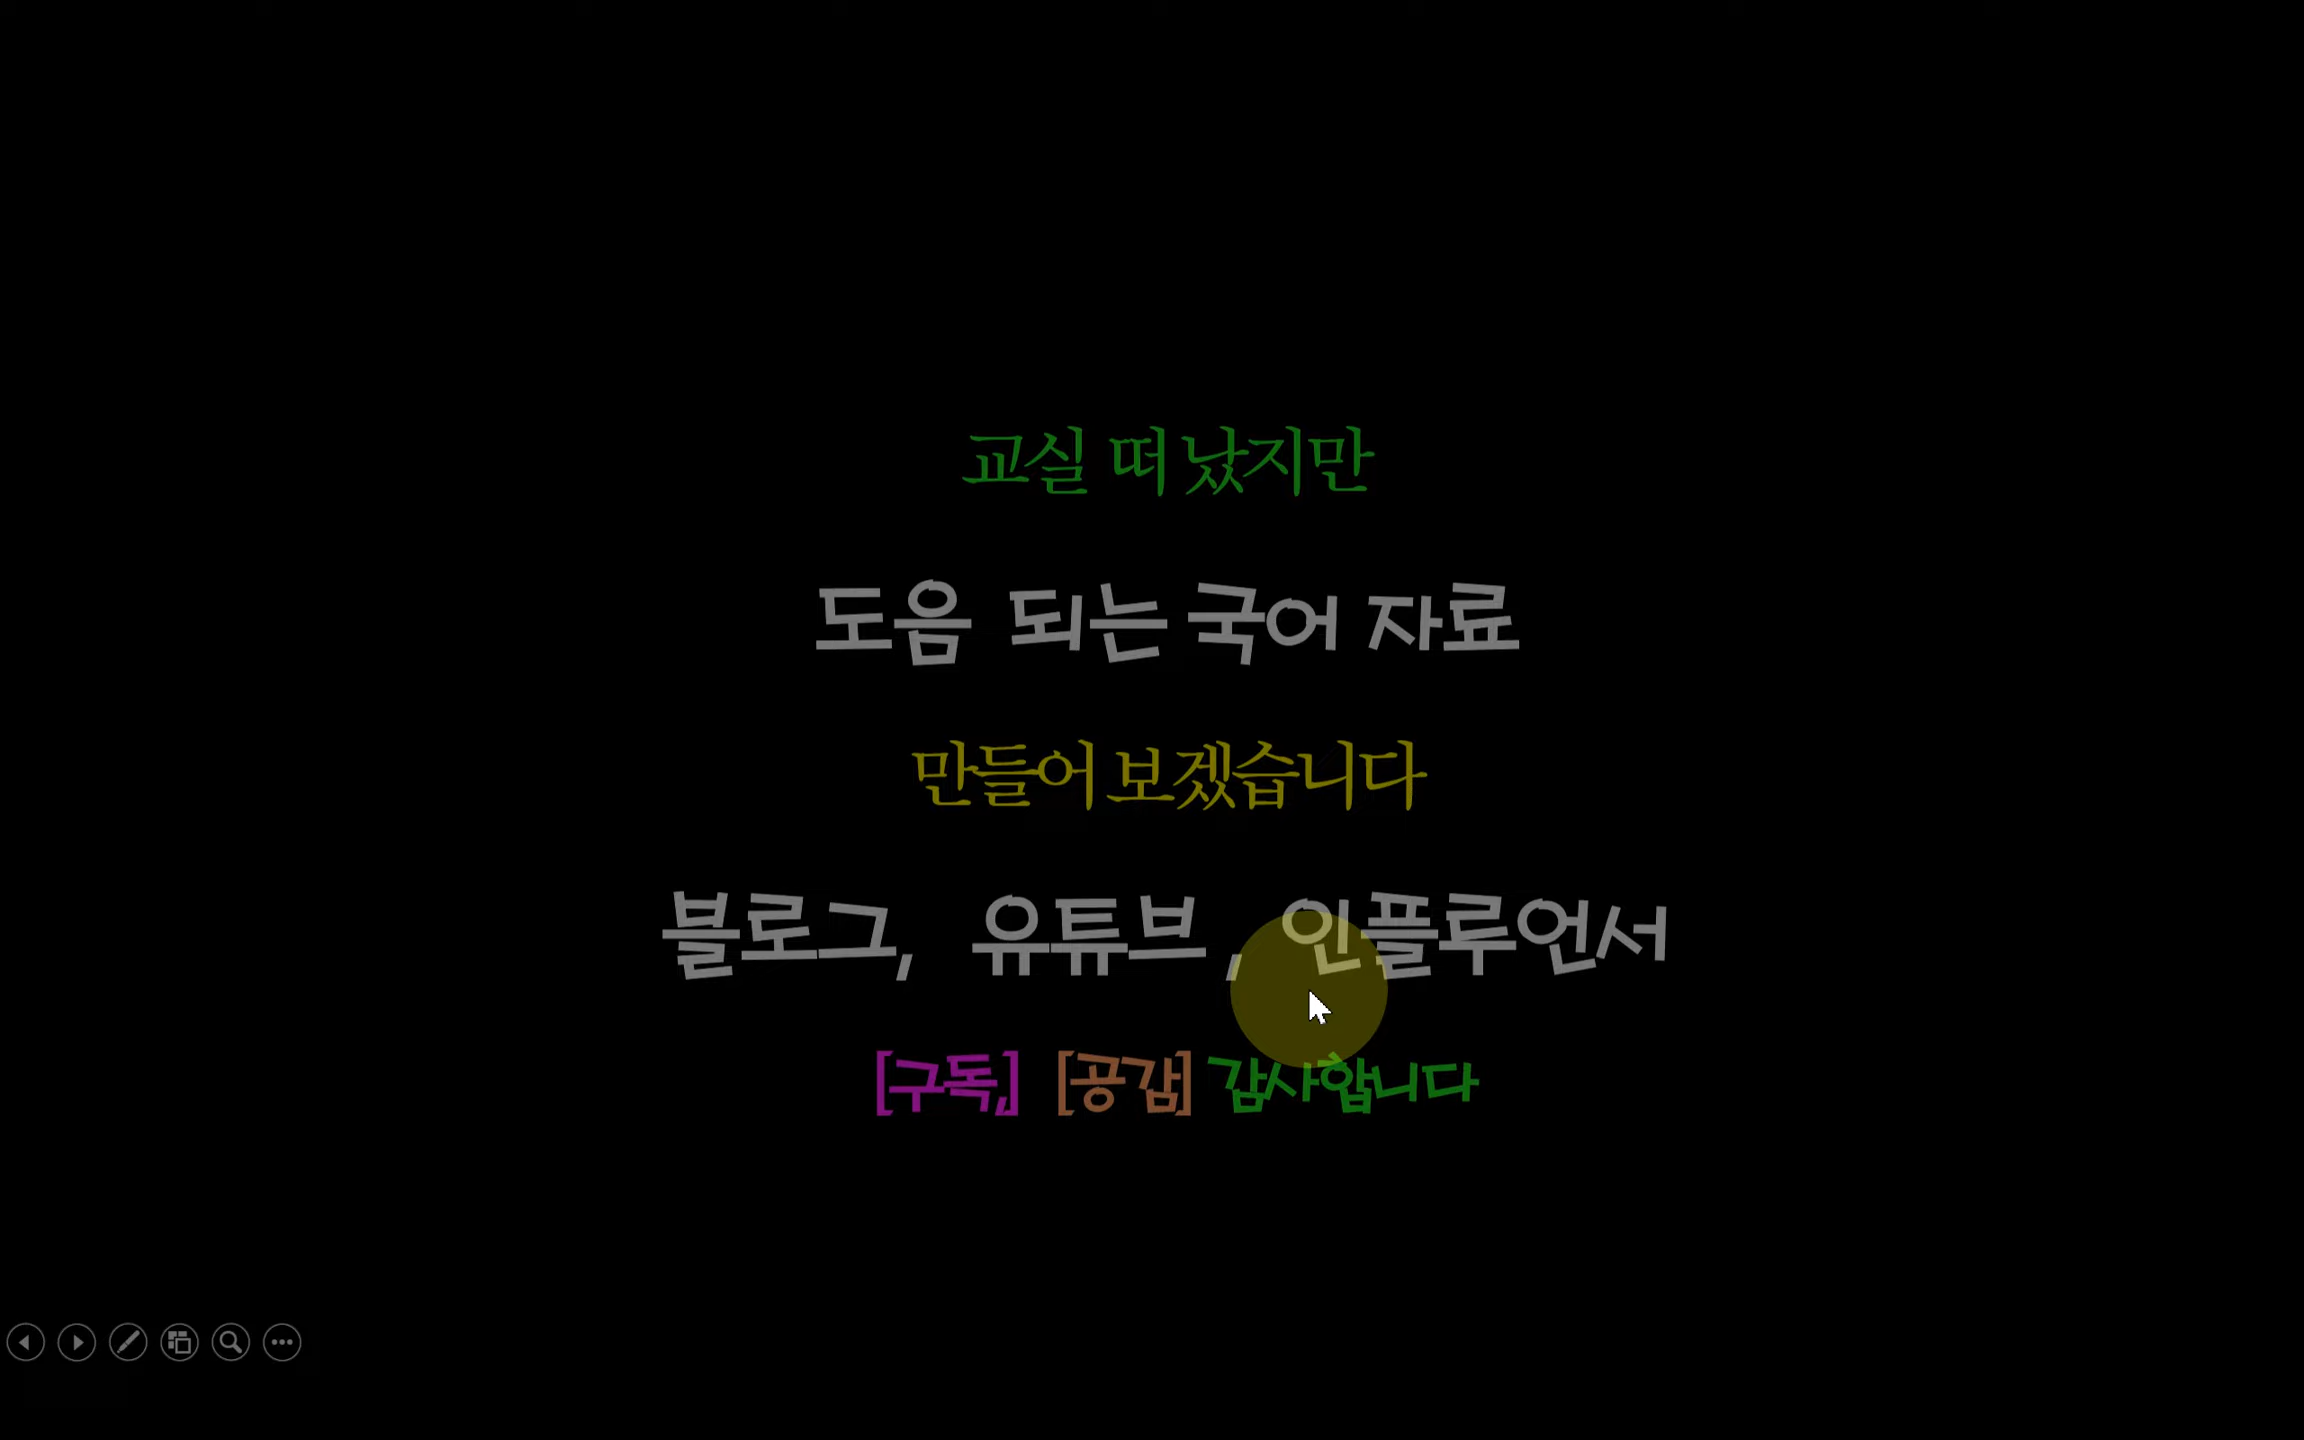 교실 떠났지만
도움 되는 국어 자료
만들어 보겠습니다
블로그, 유튜브, 인플루언서
[구독,] [공감] 감사합니다